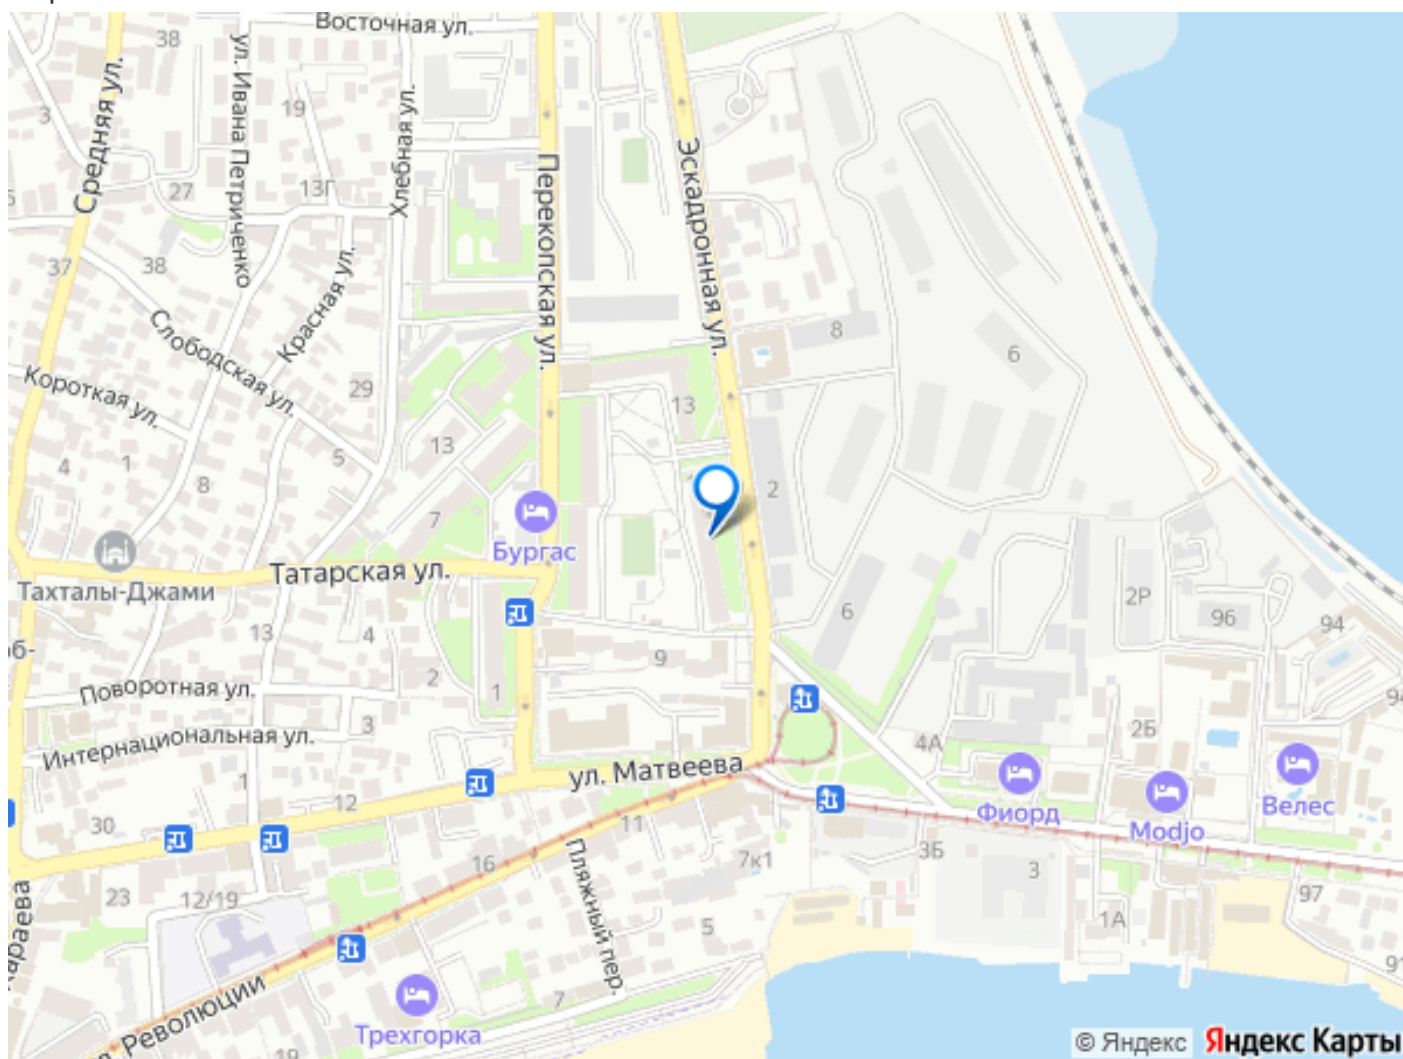 Восточная ул.
38
Средняя ул.
3
ул. Ивана Петриченко
19
Хлебная ул.
Перекопская ул.
Эскадронная ул.
27
13Г
37
38
Красная ул.
Слободская ул.
8
6
Короткая ул.
29
13
13
4
1
8
5
7
2
Бургас
Тахталы-Джами
Татарская ул.
13
4
6
2Р
96
94
об-
Поворотная ул.
2
1
9
Интернациональная ул.
3
1
4А
2Б
ул. Матвеева
Фиорд
Modjo
Велес
12
30
11
16
Пляжный пер.
7к1
3Б
3
23
12/19
97
5
1А
91
Караева
Революции
7
Трехгорка
19
© Яндекс Яндекс Карты